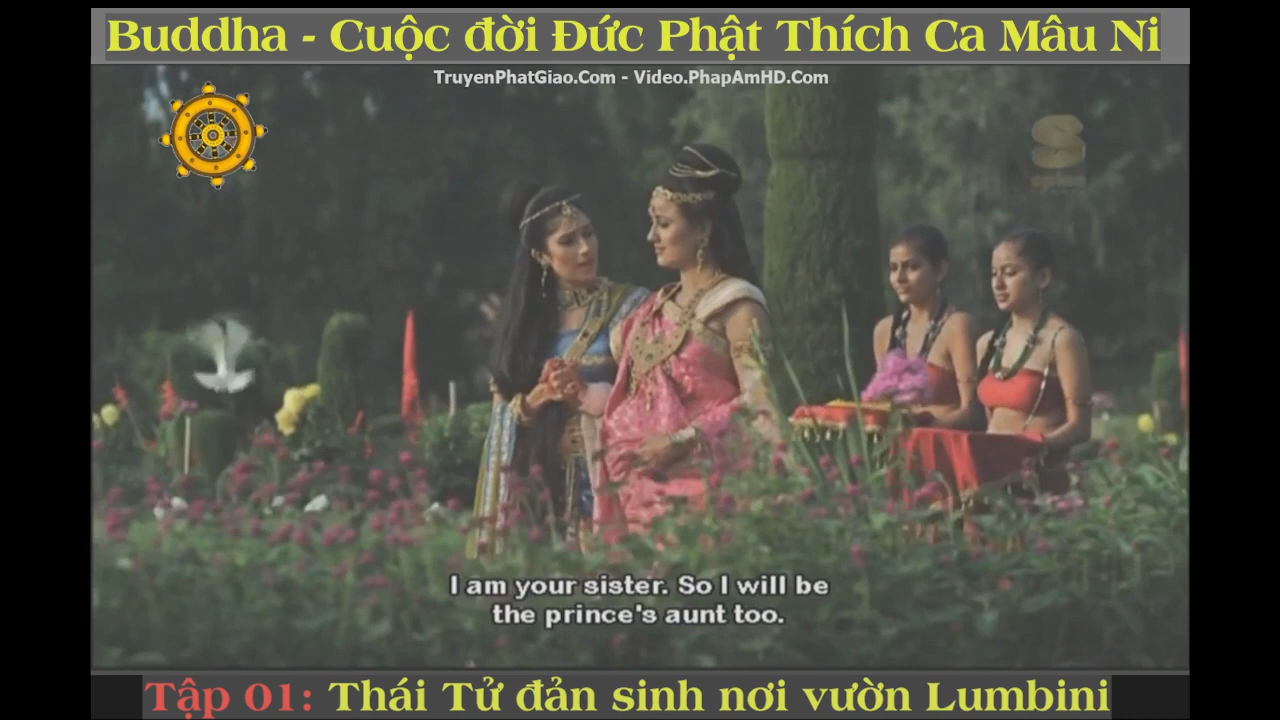 Buddha - Cuộc đời Đức Phật Thích Ca Mâu Ni
TruyenPhatGiao.Com - Video.PhapAmHD.Com
I am your sister. So I will be
the prince's aunt too.
Tập 01: Thái Tử đản sinh nơi vườn Lumbini